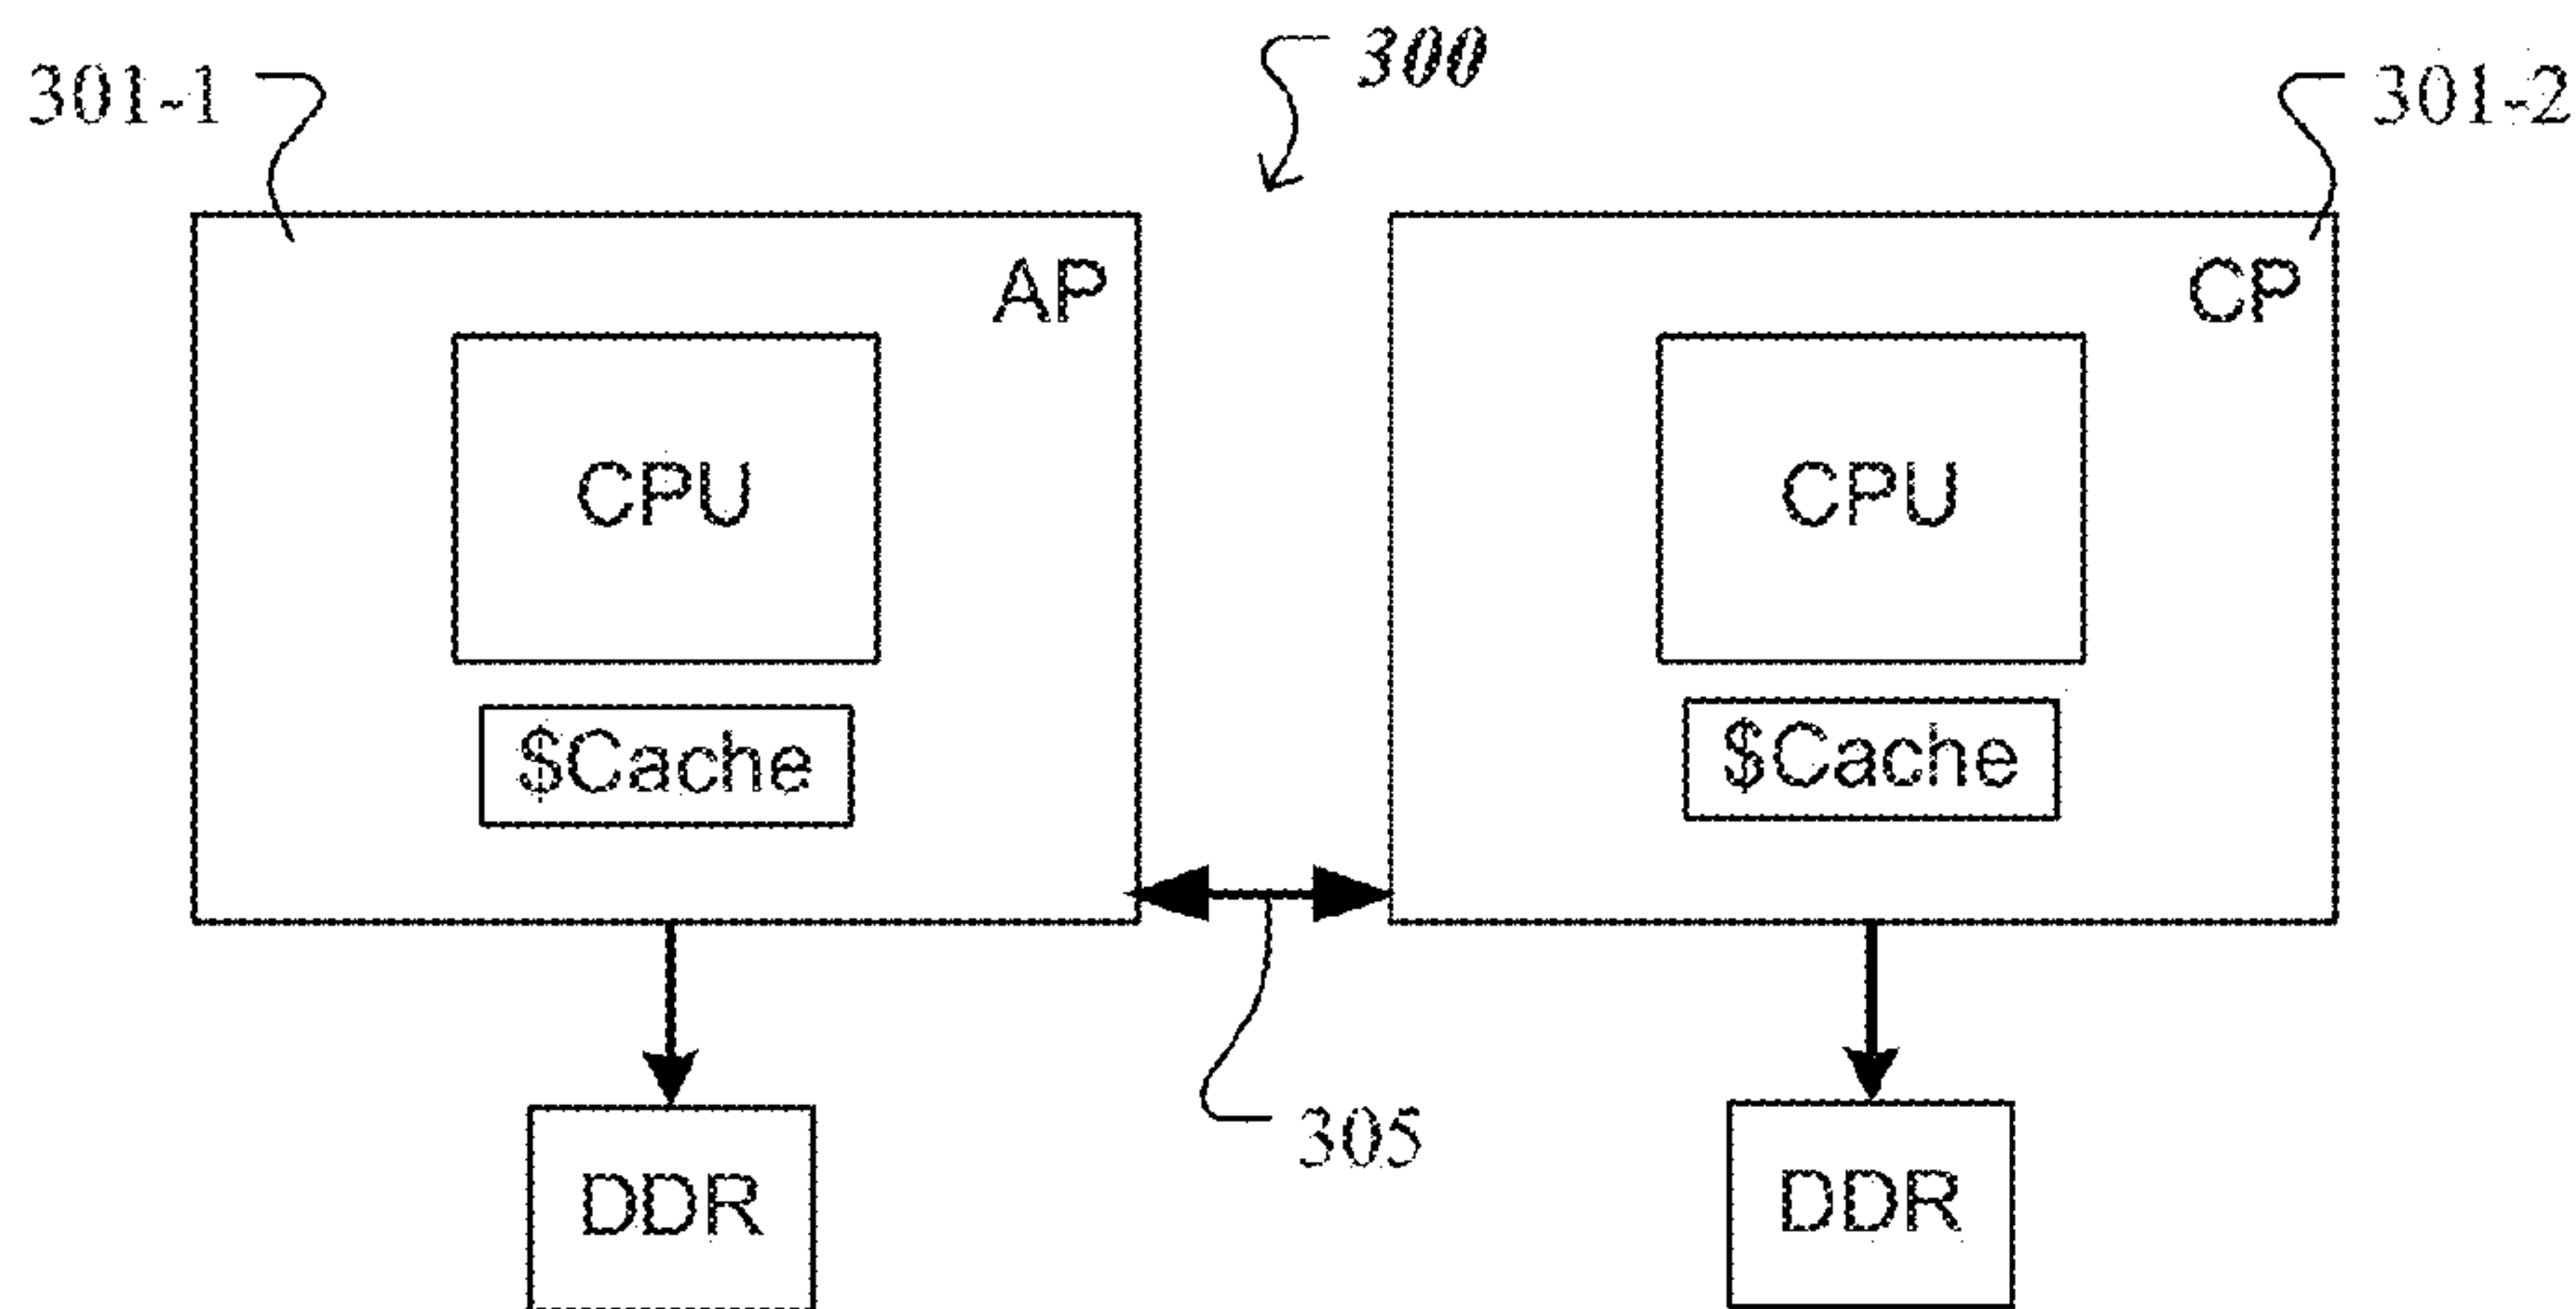 300
301-1
301-2
AP
CP
CPU
CPU
$Cache
$Cache
305
DDR
DDR